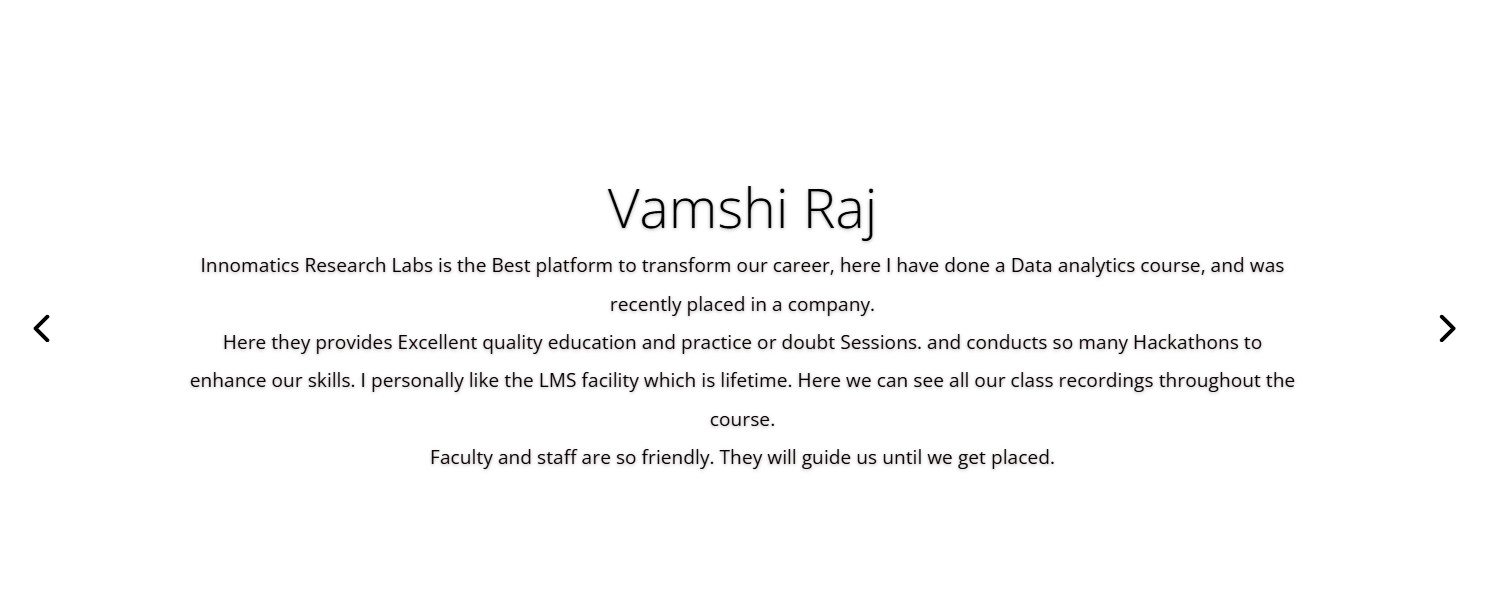 Vamshi Raj
Innomatics Research Labs is the Best platform to transform our career, here I have done a Data analytics course, and was
recently placed in a company.
Here they provides Excellent quality education and practice or doubt Sessions. and conducts so many Hackathons to
enhance our skills. I personally like the LMS facility which is lifetime. Here we can see all our class recordings throughout the
course.
Faculty and staff are so friendly. They will guide us until we get placed.